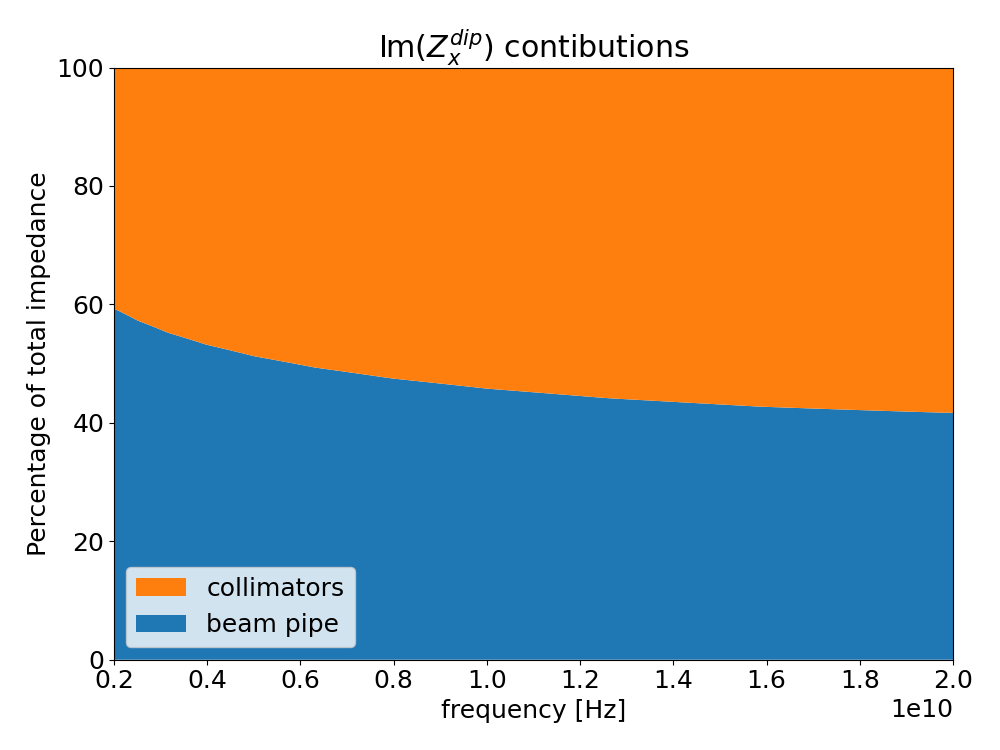 Im(Z_x^{dip}) contibutions
Percentage of total impedance
100
80
60
40
20
0
collimators
beam pipe
0.2 0.4 0.6 0.8 1.0 1.2 1.4 1.6 1.8 2.0
frequency [Hz]
1e10